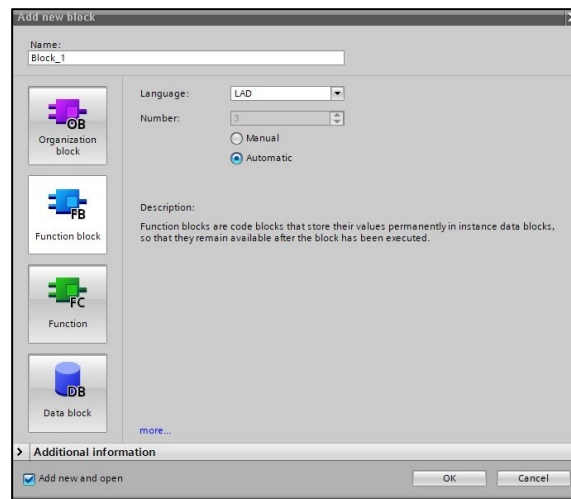 Add new block
Name:
Block_1
OB
Organization
block
FB
Function block
FC
Function
DB
Data block
Language:
LAD
Number:
3
Manual
Automatic
Description:
Function blocks are code blocks that store their values permanently in instance data blocks,
so that they remain available after the block has been executed.
more...
> Additional information
Add new and open
OK
Cancel